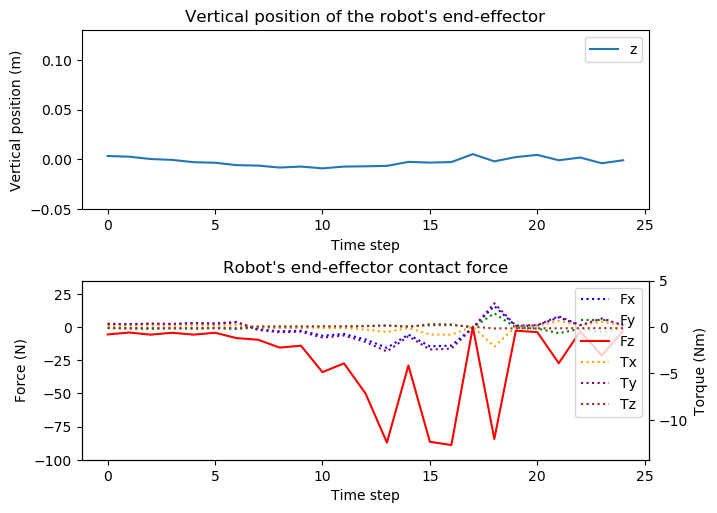 Vertical position of the robot's end-effector
Vertical position (m)
0.10
0.05
0.00
−0.05
z
0 5 10 15 20 25
Time step
Robot's end-effector contact force
Force (N)
25
0
−25
−50
−75
−100
Fx
Fy
Fz
Tx
Ty
Tz
5
0
−5
−10
Torque (Nm)
0 5 10 15 20 25
Time step